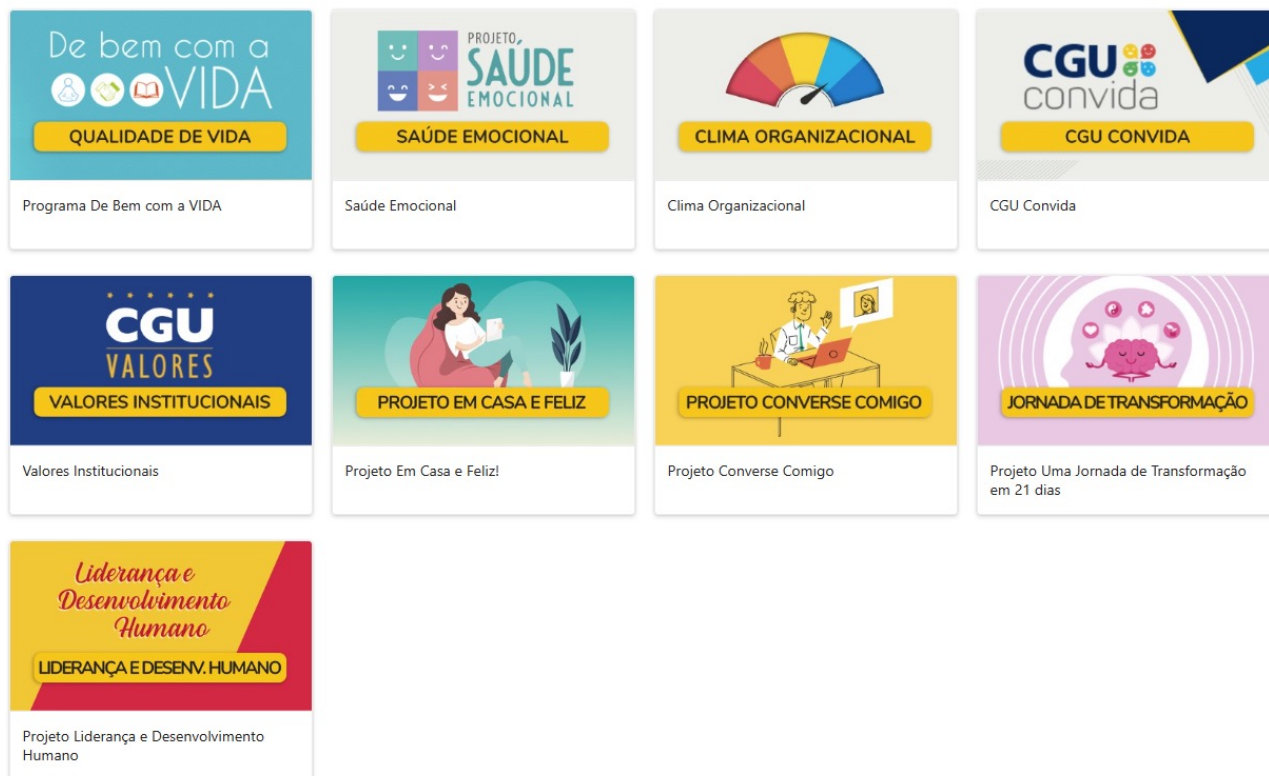 De bem com a
VIDA
QUALIDADE DE VIDA
Programa De Bem com a VIDA
PROJETO
SAÚDE
EMOCIONAL
SAÚDE EMOCIONAL
Saúde Emocional
CLIMA ORGANIZACIONAL
Clima Organizacional
CGU
convida
CGU CONVIDA
CGU Convida
CGU
VALORES
VALORES INSTITUCIONAIS
Valores Institucionais
PROJETO EM CASA E FELIZ
Projeto Em Casa e Feliz!
PROJETO CONVERSE COMIGO
Projeto Converse Comigo
JORNADA DE TRANSFORMAÇÃO
Projeto Uma Jornada de Transformação
em 21 dias
Liderança e
Desenvolvimento
Humano
LIDERANÇA E DESENV. HUMANO
Projeto Liderança e Desenvolvimento
Humano